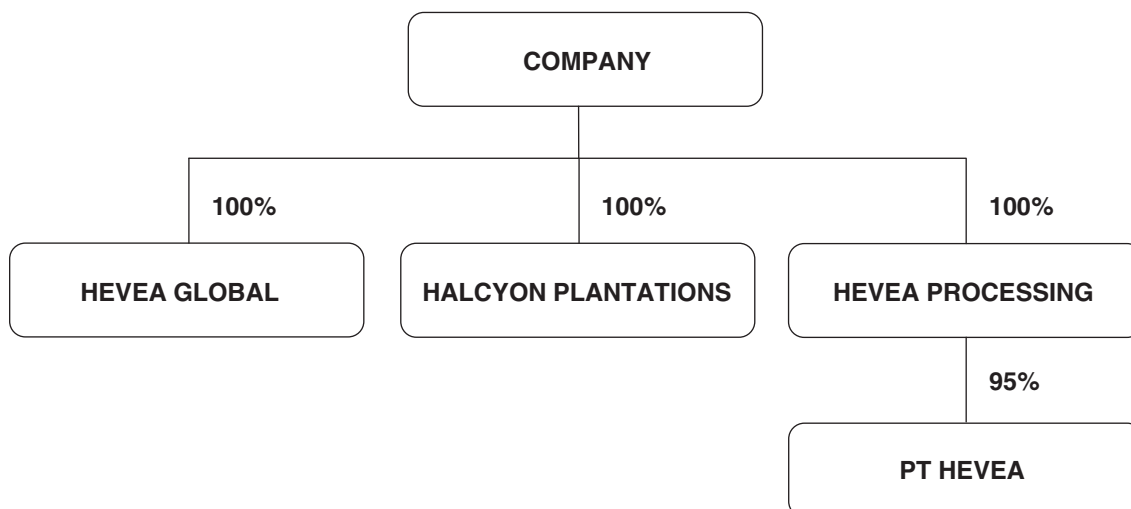 COMPANY
100%
100%
100%
HEVEA GLOBAL
HALCYON PLANTATIONS
HEVEA PROCESSING
95%
PT HEVEA